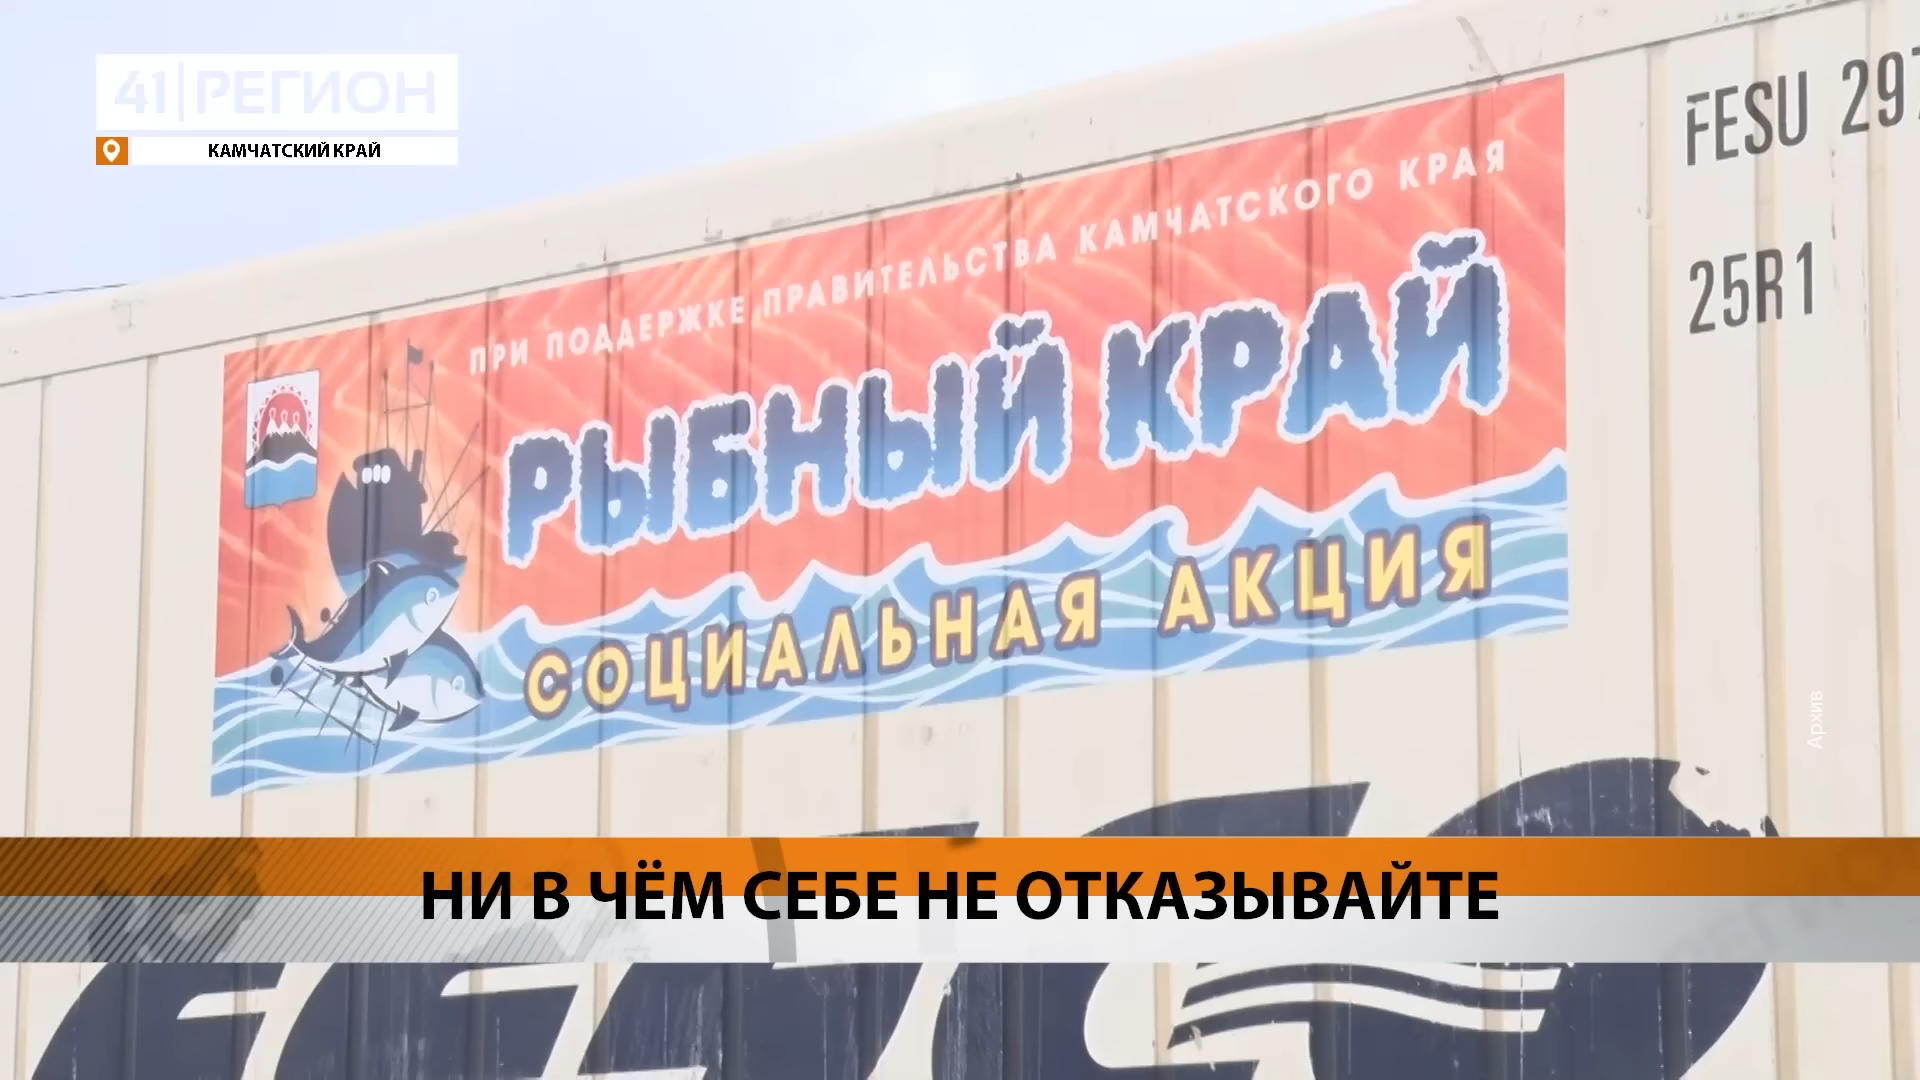 41|РЕГИОН
КАМЧАТСКИЙ КРАЙ
FESU 297
25R1
ПРИ ПОДДЕРЖКЕ ПРАВИТЕЛЬСТВА КАМЧАТСКОГО КРАЯ
РЫБНЫЙ КРАЙ
СОЦИАЛЬНАЯ АКЦИЯ
Архив
НИ В ЧЁМ СЕБЕ НЕ ОТКАЗЫВАЙТЕ